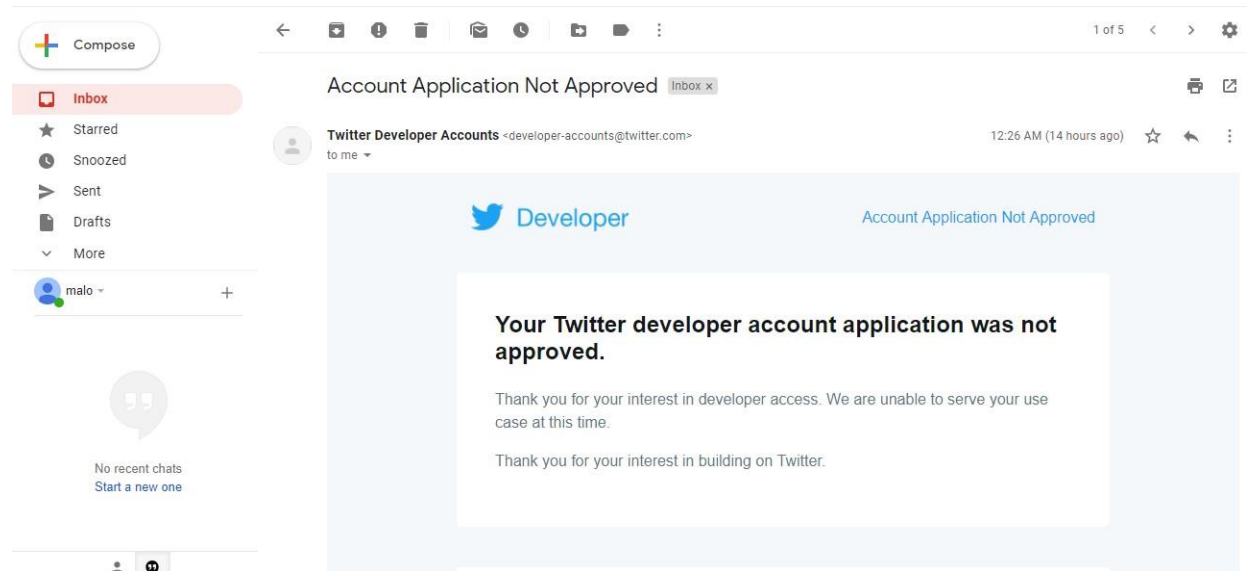 Compose
1 of 5
Inbox
Starred
Snoozed
Sent
Drafts
More
malo
No recent chats
Start a new one
Account Application Not Approved Inbox x
Twitter Developer Accounts <developer-accounts@twitter.com> 12:26 AM (14 hours ago)
to me
Developer Account Application Not Approved
Your Twitter developer account application was not
approved.
Thank you for your interest in developer access. We are unable to serve your use
case at this time.
Thank you for your interest in building on Twitter.